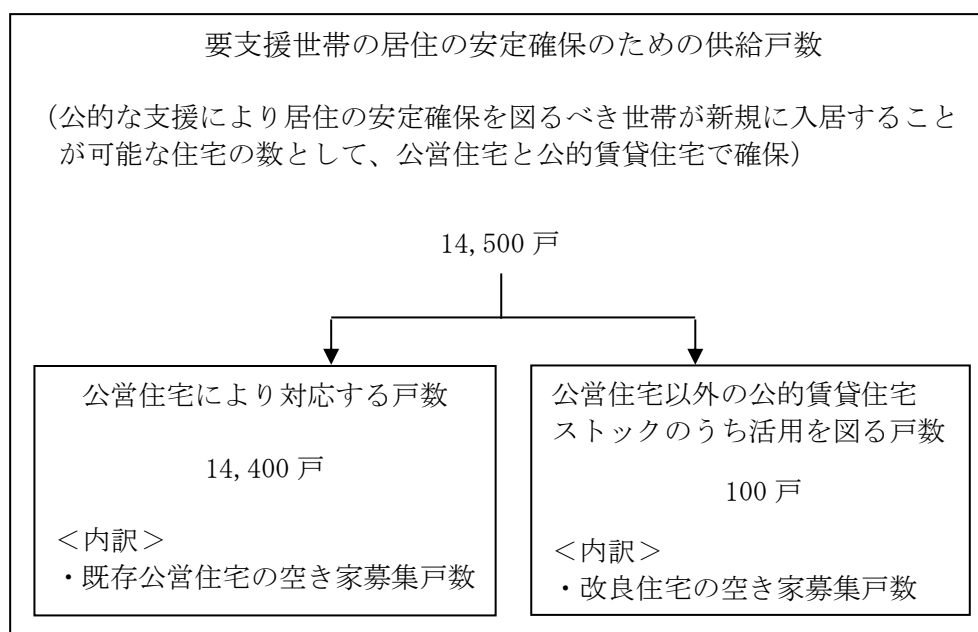 要支援世帯の居住の安定確保のための供給戸数
（公的な支援により居住の安定確保を図るべき世帯が新規に入居すること
が可能な住宅の数として、公営住宅と公的賃貸住宅で確保）
14,500 戸
公営住宅により対応する戸数
14,400 戸
＜内訳＞
・既存公営住宅の空き家募集戸数
公営住宅以外の公的賃貸住宅
ストックのうち活用を図る戸数
100 戸
＜内訳＞
・改良住宅の空き家募集戸数